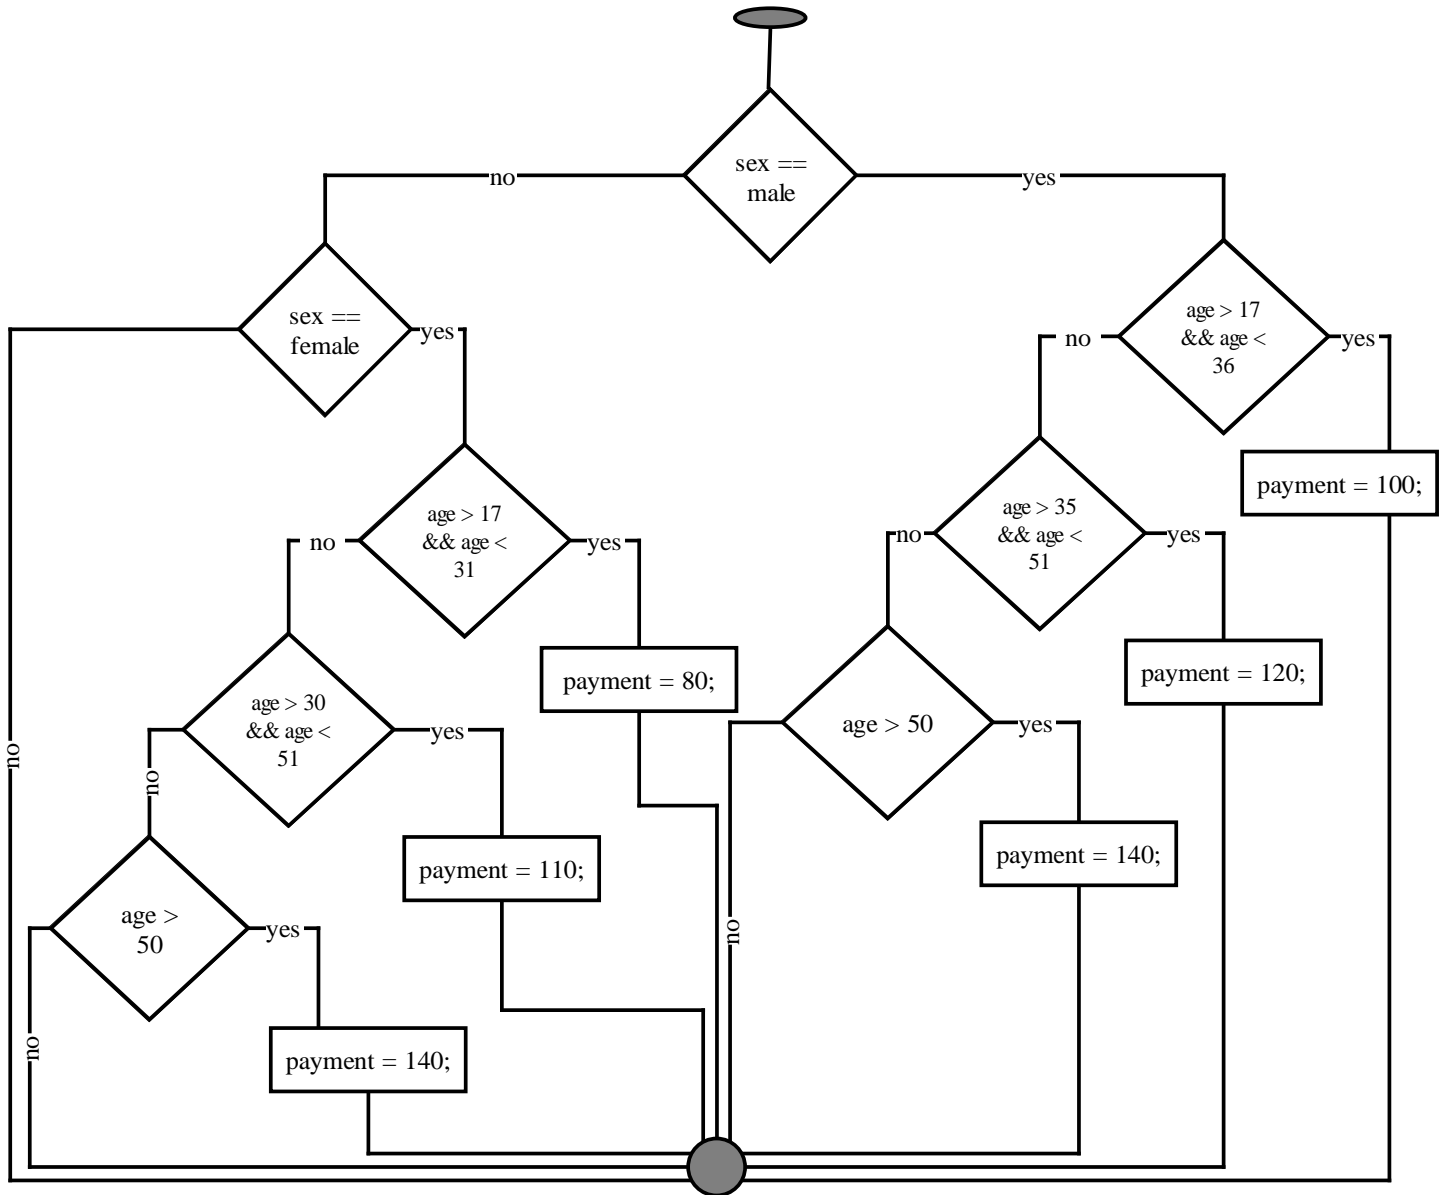 sex ==
male
no
yes
sex ==
female
yes
no
age > 17
&& age <
36
no
yes
payment = 100;
age > 35
&& age <
51
no
yes
payment = 120;
age > 50
no
yes
payment = 140;
age > 17
&& age <
31
no
yes
payment = 80;
age > 30
&& age <
51
no
yes
payment = 110;
age >
50
no
yes
payment = 140;